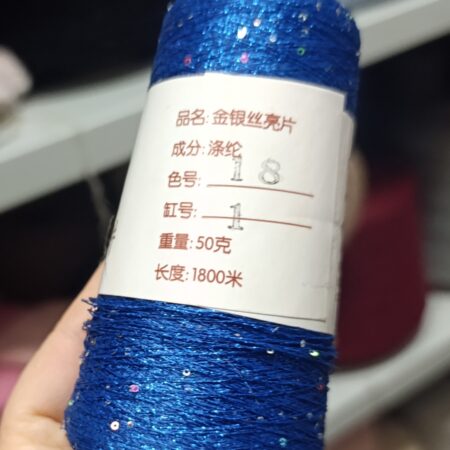 品名:金银丝亮片
成分:涤纶
色号:18
缸号:1
重量:50克
长度:1800米